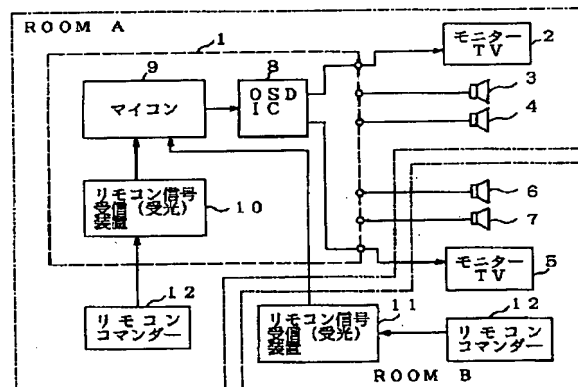 ROOM A
1
9
マイコン
8
OSD
IC
モニター
TV
2
3
4
リモコン信号
受信(受光)
装置
10
6
7
モニター
TV
5
12
リモコン
コマンダー
リモコン信号
受信(受光)
装置
11
12
リモコン
コマンダー
ROOM B